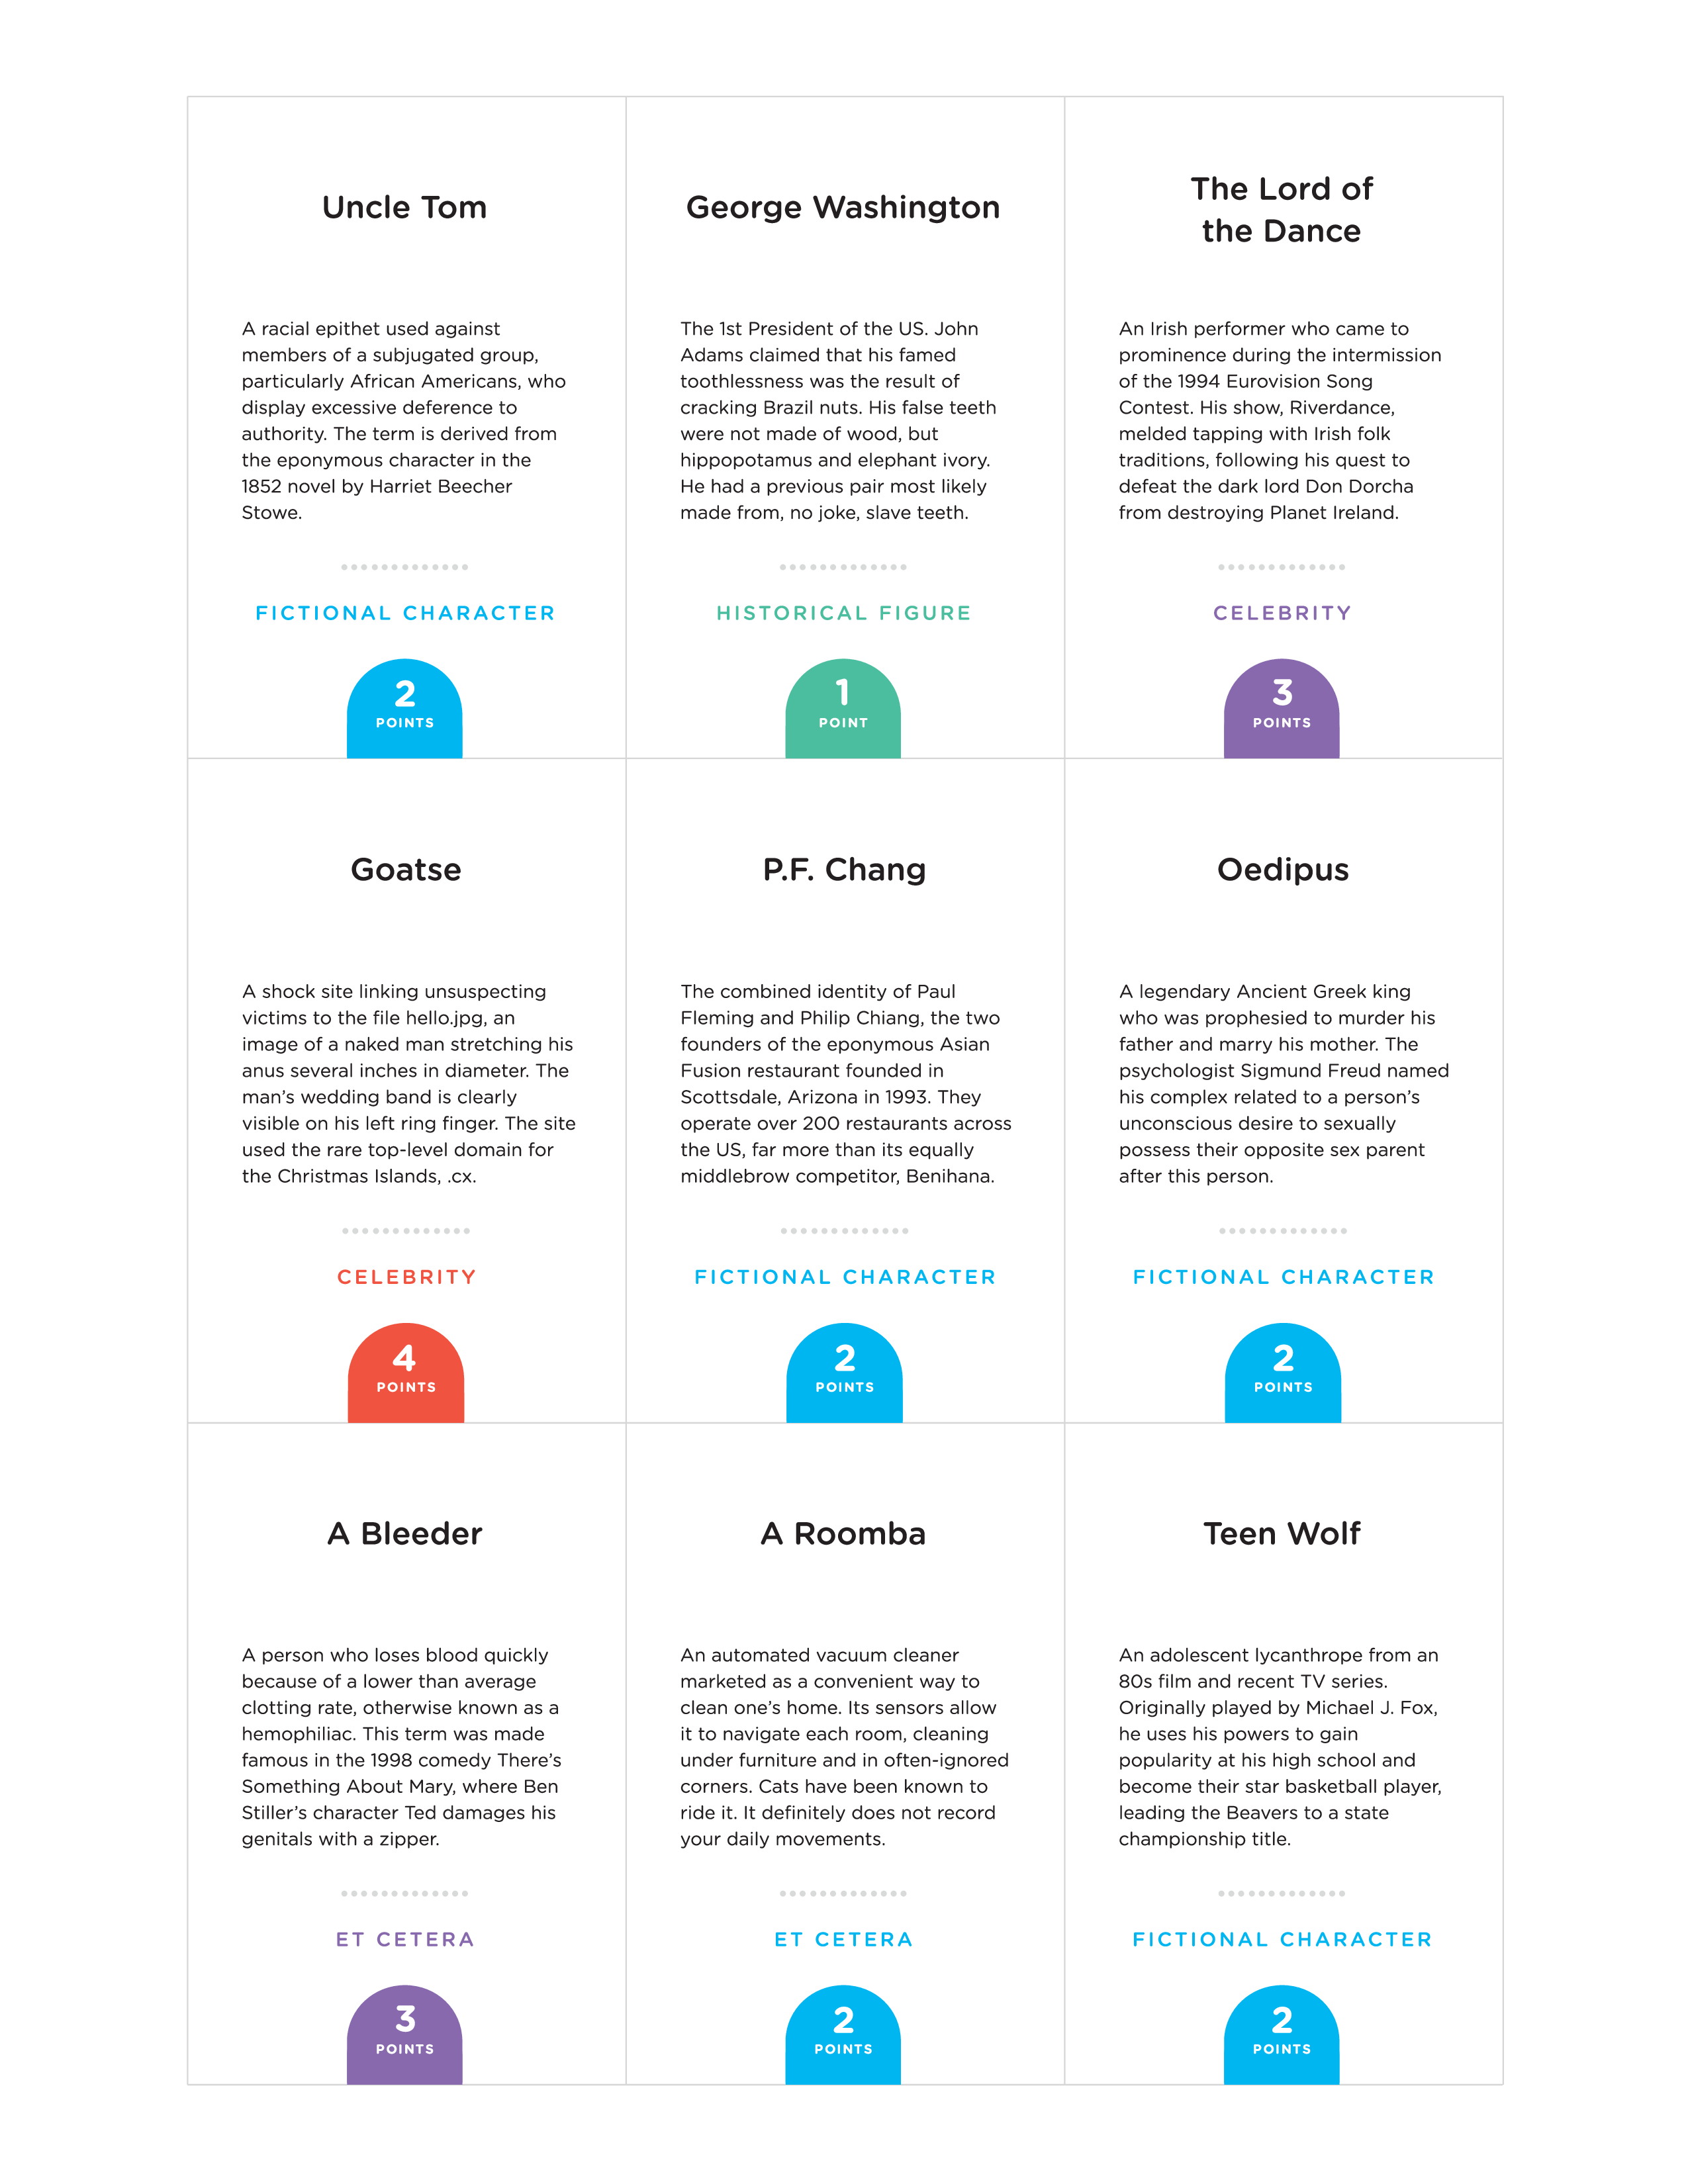 Uncle Tom
A racial epithet used against
members of a subjugated group,
particularly African Americans, who
display excessive deference to
authority. The term is derived from
the eponymous character in the
1852 novel by Harriet Beecher
Stowe.
FICTIONAL CHARACTER
2
POINTS
George Washington
The 1st President of the US. John
Adams claimed that his famed
toothlessness was the result of
cracking Brazil nuts. His false teeth
were not made of wood, but
hippopotamus and elephant ivory.
He had a previous pair most likely
made from, no joke, slave teeth.
HISTORICAL FIGURE
1
POINT
The Lord of
the Dance
An Irish performer who came to
prominence during the intermission
of the 1994 Eurovision Song
Contest. His show, Riverdance,
melded tapping with Irish folk
traditions, following his quest to
defeat the dark lord Don Dorcha
from destroying Planet Ireland.
CELEBRITY
3
POINTS
Goatse
A shock site linking unsuspecting
victims to the file hello.jpg, an
image of a naked man stretching his
anus several inches in diameter. The
man’s wedding band is clearly
visible on his left ring finger. The site
used the rare top-level domain for
the Christmas Islands, .cx.
CELEBRITY
4
POINTS
P.F. Chang
The combined identity of Paul
Fleming and Philip Chiang, the two
founders of the eponymous Asian
Fusion restaurant founded in
Scottsdale, Arizona in 1993. They
operate over 200 restaurants across
the US, far more than its equally
middlebrow competitor, Benihana.
FICTIONAL CHARACTER
2
POINTS
Oedipus
A legendary Ancient Greek king
who was prophesied to murder his
father and marry his mother. The
psychologist Sigmund Freud named
his complex related to a person’s
unconscious desire to sexually
possess their opposite sex parent
after this person.
FICTIONAL CHARACTER
2
POINTS
A Bleeder
A person who loses blood quickly
because of a lower than average
clotting rate, otherwise known as a
hemophiliac. This term was made
famous in the 1998 comedy There’s
Something About Mary, where Ben
Stiller’s character Ted damages his
genitals with a zipper.
ET CETERA
3
POINTS
A Roomba
An automated vacuum cleaner
marketed as a convenient way to
clean one’s home. Its sensors allow
it to navigate each room, cleaning
under furniture and in often-ignored
corners. Cats have been known to
ride it. It definitely does not record
your daily movements.
ET CETERA
2
POINTS
Teen Wolf
An adolescent lycanthrope from an
80s film and recent TV series.
Originally played by Michael J. Fox,
he uses his powers to gain
popularity at his high school and
become their star basketball player,
leading the Beavers to a state
championship title.
FICTIONAL CHARACTER
2
POINTS